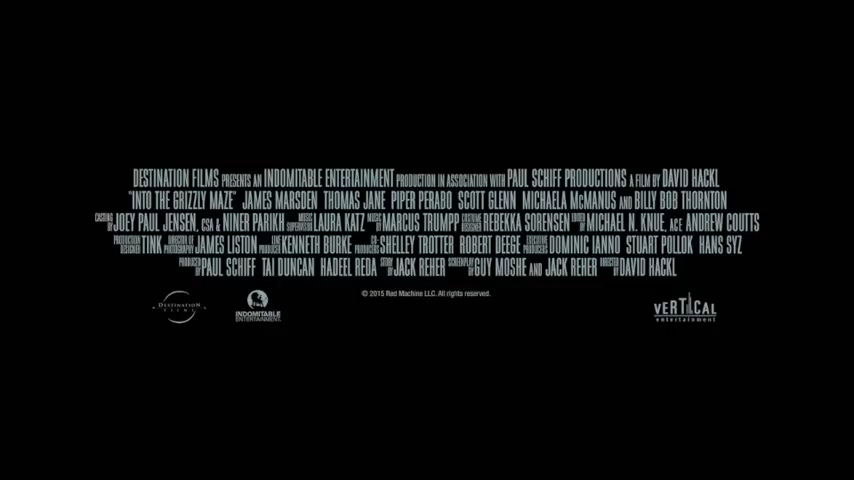 DESTINATION FILMS PRESENTS AN INDOMITABLE ENTERTAINMENT PRODUCTION IN ASSOCIATION WITH PAUL SCHIFF PRODUCTIONS A FILM BY DAVID HACKL
"INTO THE GRIZZLY MAZE" JAMES MARSDEN THOMAS JANE PIPER PERABO SCOTT GLENN MICHAELA McMANUS AND BILLY BOB THORNTON
CASTING BY JOEY PAUL JENSEN, CSA & NINER PARIKH MUSIC SUPERVISION LAURA KATZ MUSIC BY MARCUS TRUMPP COSTUME DESIGNER REBEKKA SORENSEN EDITED BY MICHAEL N. KNUE, ACE ANDREW COUTTS
PRODUCTION DESIGNER TINK DIRECTOR OF PHOTOGRAPHY JAMES LISTON LINE PRODUCER KENNETH BURKE CO-PRODUCERS SHELLEY TROTTER ROBERT DEEGE EXECUTIVE PRODUCERS DOMINIC IANNO STUART POLLOK HANS SYZ
PRODUCED BY PAUL SCHIFF TAI DUNCAN HADEEL REDA STORY BY JACK REHER SCREENPLAY BY GUY MOSHE AND JACK REHER DIRECTED BY DAVID HACKL
© 2015 Red Machine LLC. All rights reserved.
DESTINATION
FILMS
INDOMITABLE
ENTERTAINMENT.
VERTICAL
entertainment